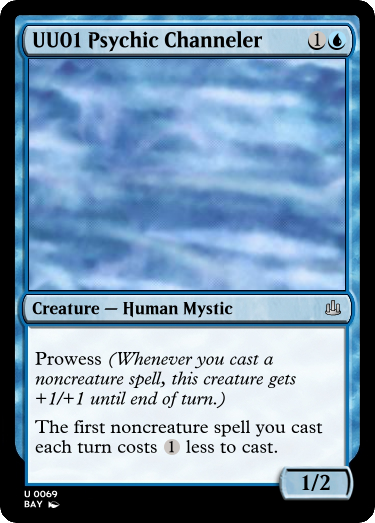 UU01 Psychic Channeler 1
Creature — Human Mystic
Prowess (Whenever you cast a
noncreature spell, this creature gets
+1/+1 until end of turn.)
The first noncreature spell you cast
each turn costs 1 less to cast.
1/2
U 0069
BAY